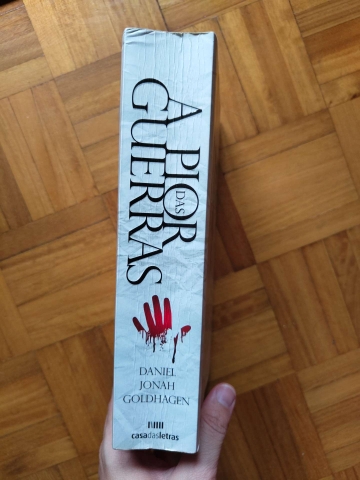 A PIOR
DAS
GUERRAS
DANIEL
JONAH
GOLDHAGEN
casadasletras